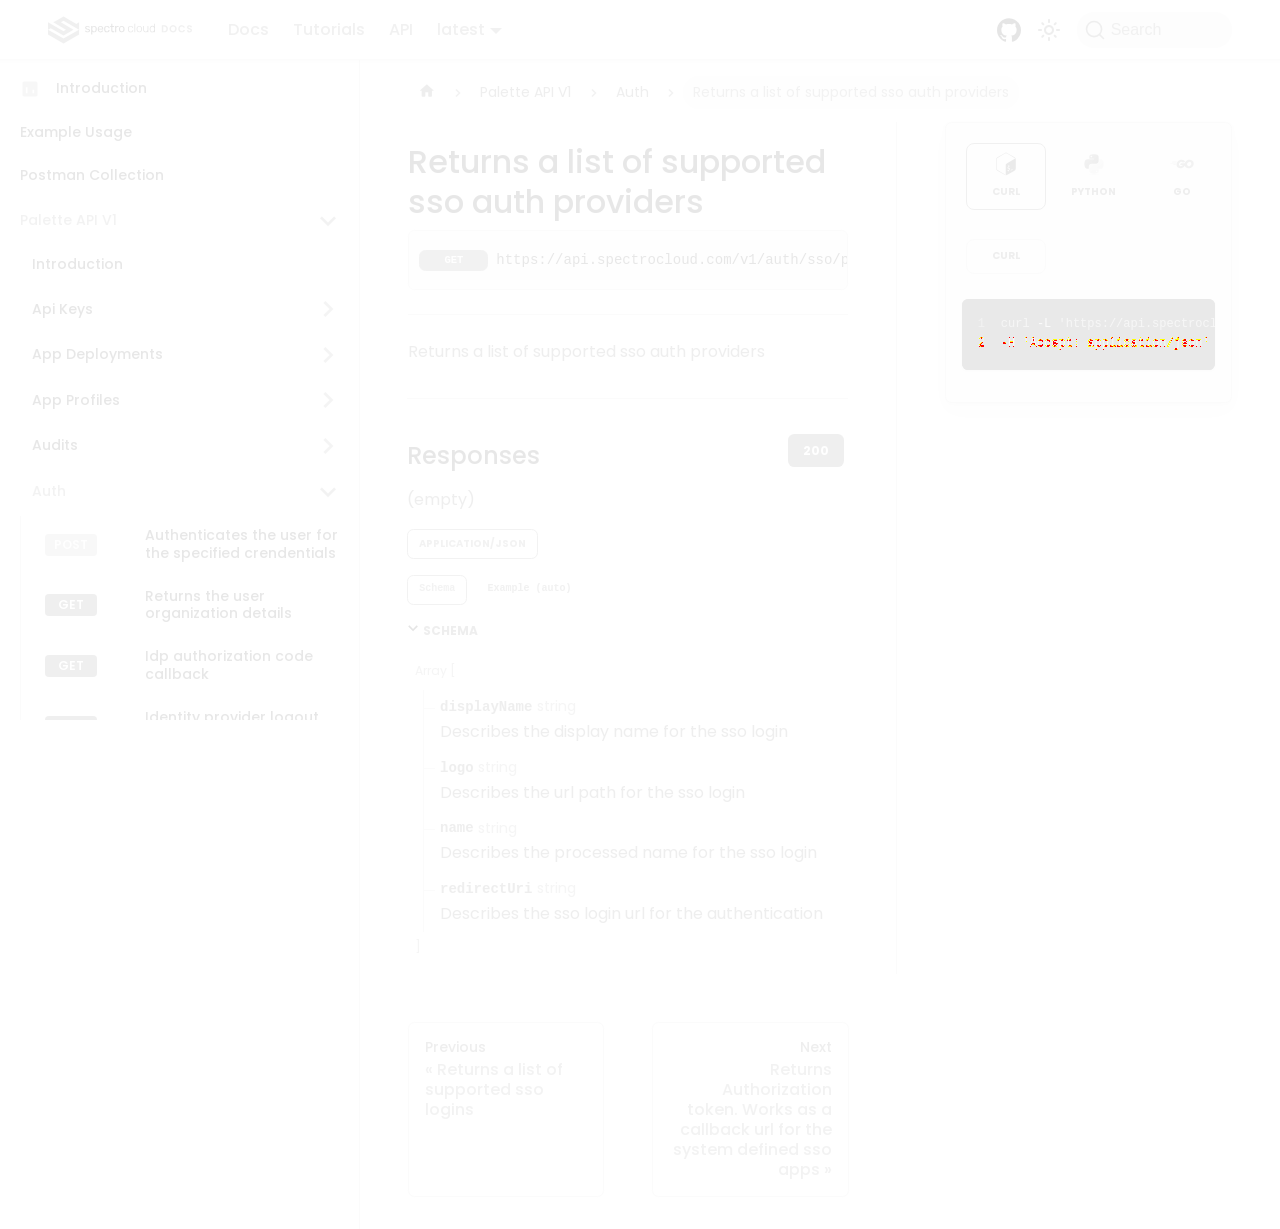 spectro cloud DOCS
Docs
Tutorials
API
latest
Search
Introduction
Example Usage
Postman Collection
Palette API V1
Introduction
Api Keys
App Deployments
App Profiles
Audits
Auth
POST
Authenticates the user for
the specified crendentials
GET
Returns the user
organization details
GET
Idp authorization code
callback
Identity provider logout
Palette API V1
Auth
Returns a list of supported sso auth providers
Returns a list of supported
sso auth providers
GET
https://api.spectrocloud.com/v1/auth/sso/p
Returns a list of supported sso auth providers
Responses
200
(empty)
APPLICATION/JSON
Schema
Example (auto)
SCHEMA
Array [
displayName string
Describes the display name for the sso login
logo string
Describes the url path for the sso login
name string
Describes the processed name for the sso login
redirectUri string
Describes the sso login url for the authentication
]
Previous
« Returns a list of
supported sso
logins
Next
Returns
Authorization
token. Works as a
callback url for the
system defined sso
apps »
CURL
PYTHON
GO
CURL
1 curl -L 'https://api.spectrocl
2 -H 'Accept: application/json'